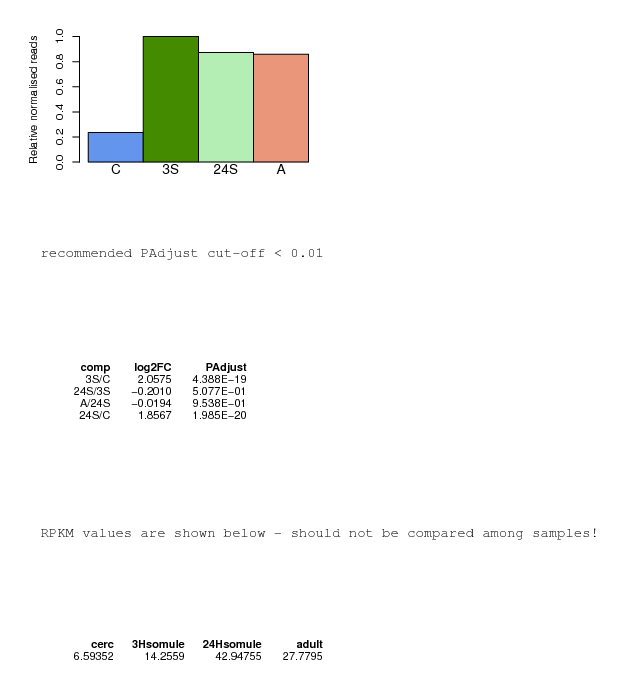 Relative normalised reads
1.0
0.8
0.6
0.4
0.2
0.0
C 3S 24S A
recommended PAdjust cut-off < 0.01
comp log2FC PAdjust
3S/C 2.0575 4.388E−19
24S/3S −0.2010 5.077E−01
A/24S −0.0194 9.538E−01
24S/C 1.8567 1.985E−20
RPKM values are shown below - should not be compared among samples!
cerc 3Hsomule 24Hsomule adult
6.59352 14.2559 42.94755 27.7795